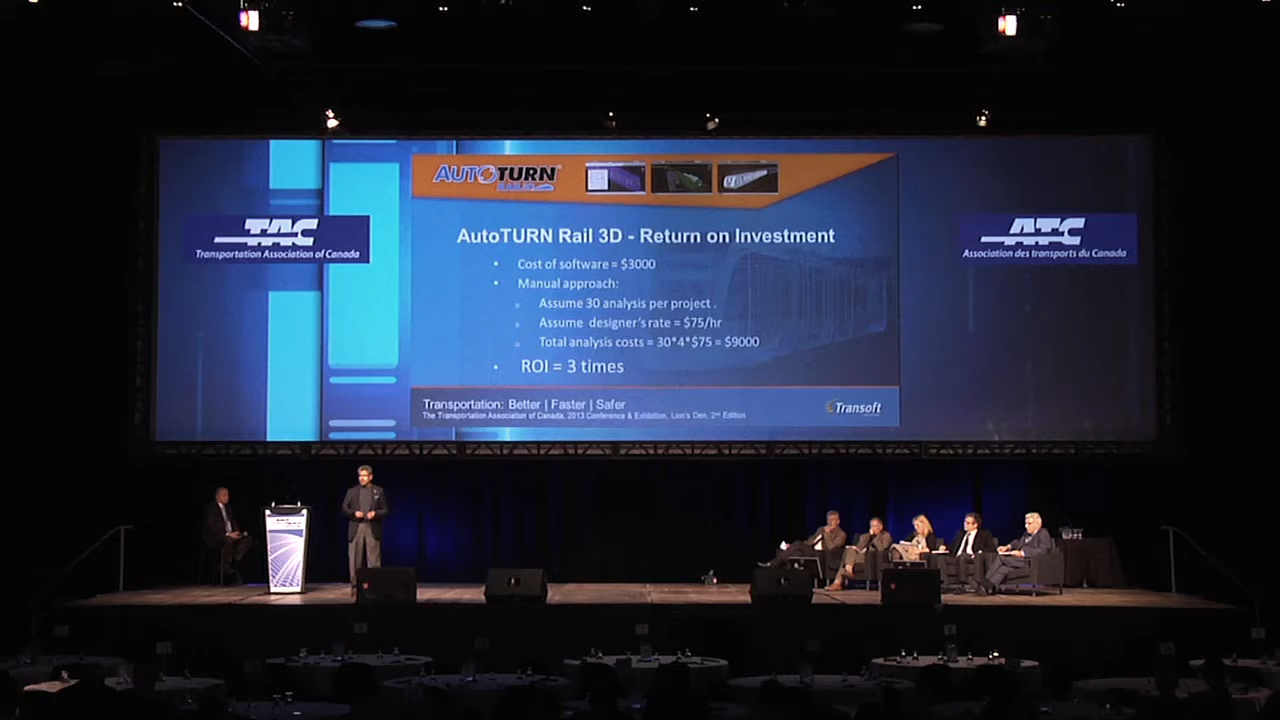 AUTOTURN®
RAIL
TAC
Transportation Association of Canada
ATC
Association des transports du Canada
AutoTURN Rail 3D - Return on Investment
• Cost of software = $3000
• Manual approach:
Assume 30 analysis per project .
Assume designer's rate = $75/hr
Total analysis costs = 30*4*$75 = $9000
• ROI = 3 times
Transportation: Better | Faster | Safer
The Transportation Association of Canada, 2013 Conference & Exhibition, Lion's Den, 2nd Edition
Transoft